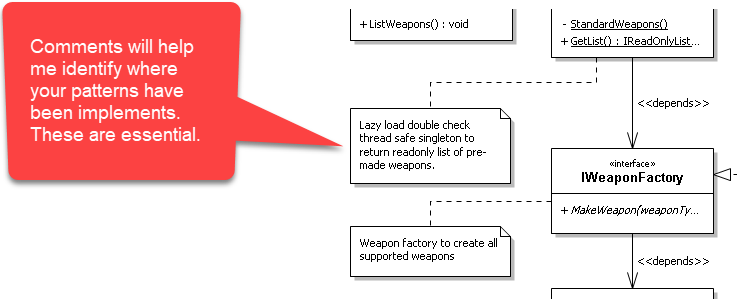 Comments will help
me identify where
your patterns have
been implements.
These are essential.
+ ListWeapons() : void
- StandardWeapons()
+ GetList() : IReadOnlyList...
<<depends>>
Lazy load double check
thread safe singleton to
return readonly list of pre-
made weapons.
«interface»
IWeaponFactory
+ MakeWeapon(weaponTy...
Weapon factory to create all
supported weapons
<<depends>>